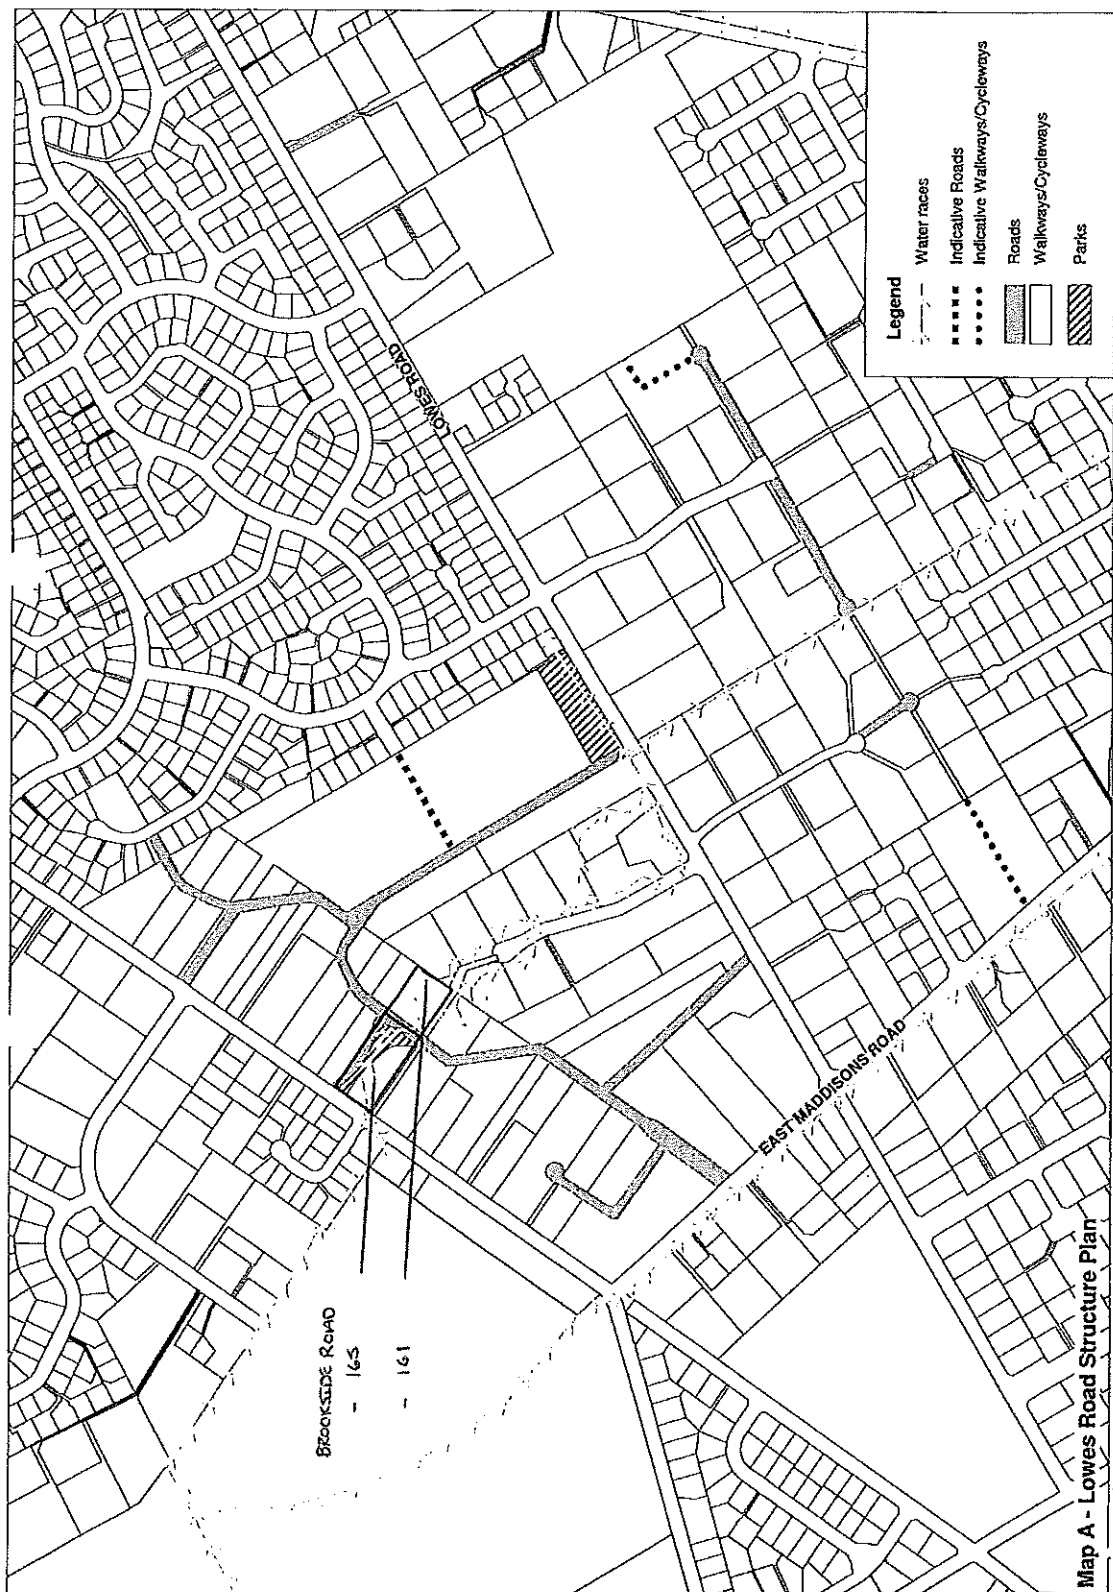 LOWES ROAD
EAST MADDISONS ROAD
BROOKSIDE ROAD
- 165
- 161
Legend
Water races
Indicative Roads
Indicative Walkways/Cycleways
Roads
Walkways/Cycleways
Parks
Map A - Lowes Road Structure Plan